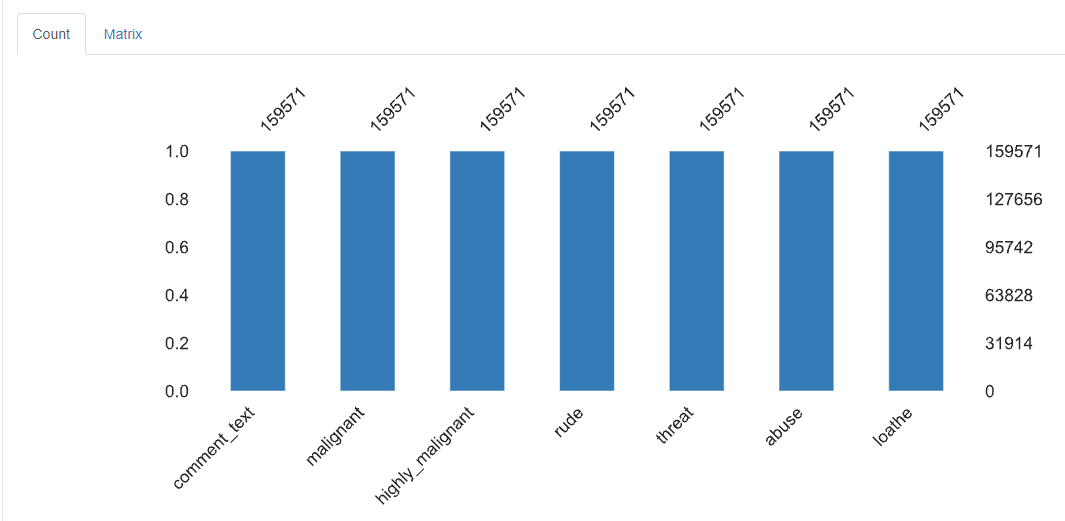 Count Matrix
159571 159571 159571 159571 159571 159571 159571
1.0 159571
0.8 127656
0.6 95742
0.4 63828
0.2 31914
0.0 0
comment_text malignant highly_malignant rude threat abuse loathe